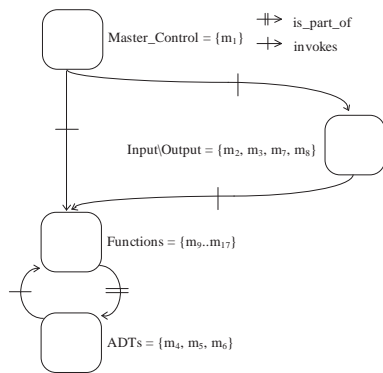 Master_Control = {m1}
is_part_of
invokes
Input\Output = {m2, m3, m7, m8}
Functions = {m9..m17}
ADTs = {m4, m5, m6}